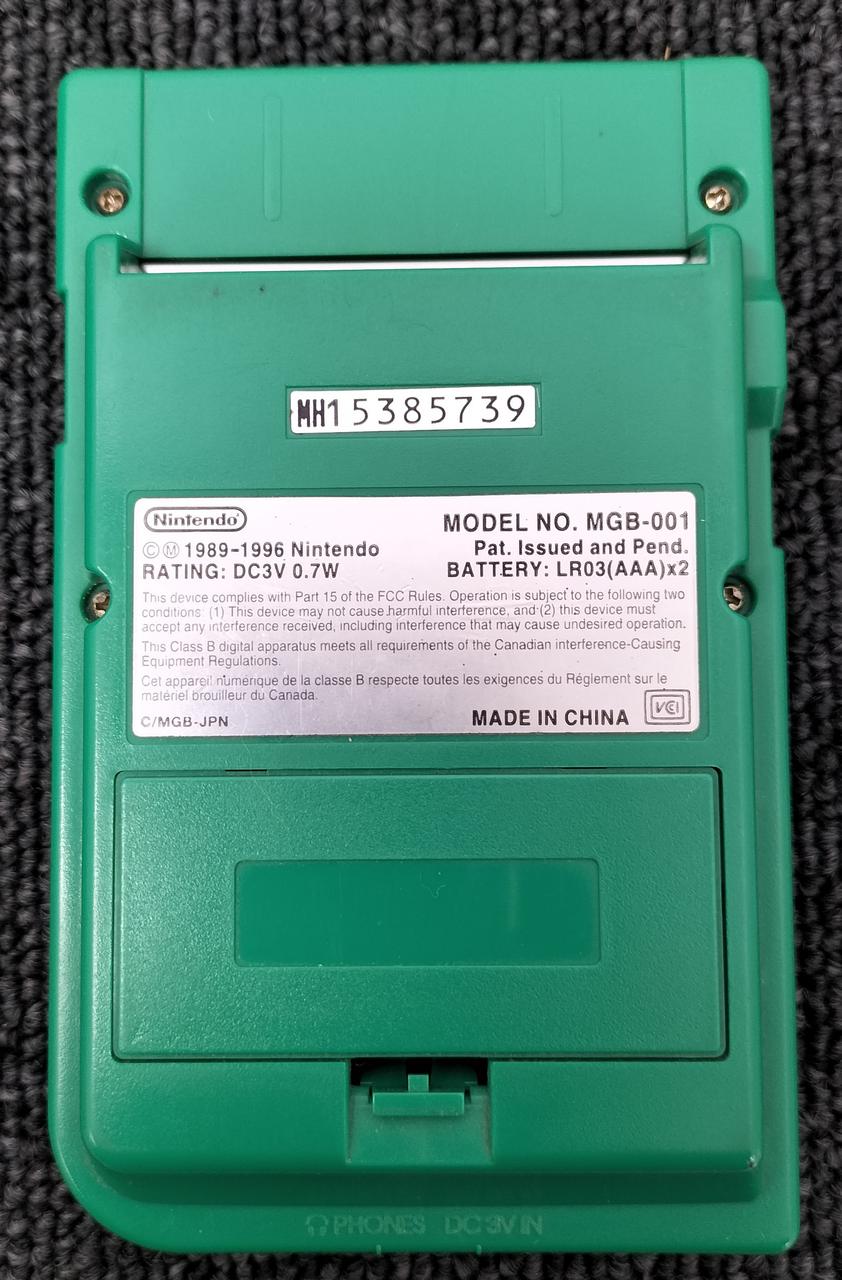 MH15385739
Nintendo
MODEL NO. MGB-001
©Ⓜ 1989-1996 Nintendo
Pat. Issued and Pend.
RATING: DC3V 0.7W
BATTERY: LR03(AAA)x2
This device complies with Part 15 of the FCC Rules. Operation is subject to the following two
conditions: (1) This device may not cause harmful interference, and (2) this device must
accept any interference received, including interference that may cause undesired operation.
This Class B digital apparatus meets all requirements of the Canadian interference-Causing
Equipment Regulations.
Cet appareil numérique de la classe B respecte toutes les exigences du Réglement sur le
matériel brouilleur du Canada.
C/MGB-JPN
MADE IN CHINA
VCI
PHONES DC 3V IN